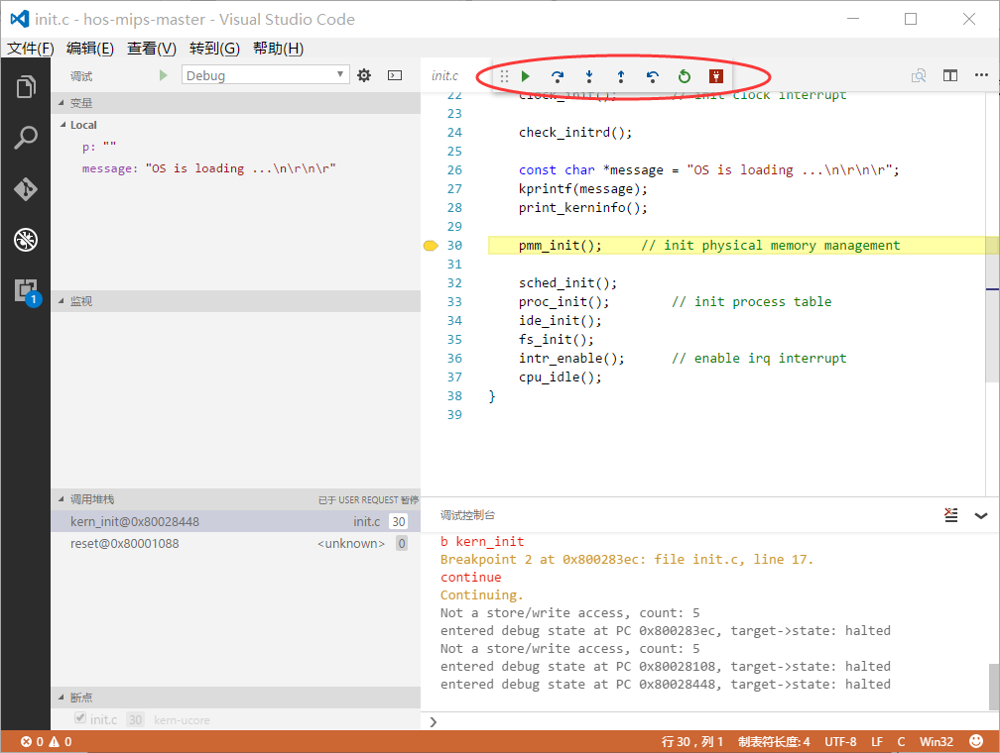 init.c - hos-mips-master - Visual Studio Code
文件(F) 编辑(E) 查看(V) 转到(G) 帮助(H)
调试 Debug
变量
Local
p: ""
message: "OS is loading ...\n\r\n\r"
监视
调用堆栈 已于 USER REQUEST 暂停
kern_init@0x80028448 init.c 30
reset@0x80001088 <unknown> 0
断点
init.c 30 kern-ucore
1
init.c
22 clock_init(); // init clock interrupt
23
24 check_initrd();
25
26 const char *message = "OS is loading ...\n\r\n\r";
27 kprintf(message);
28 print_kerninfo();
29
30 pmm_init(); // init physical memory management
31
32 sched_init();
33 proc_init(); // init process table
34 ide_init();
35 fs_init();
36 intr_enable(); // enable irq interrupt
37 cpu_idle();
38 }
39
调试控制台
b kern_init
Breakpoint 2 at 0x800283ec: file init.c, line 17.
continue
Continuing.
Not a store/write access, count: 5
entered debug state at PC 0x800283ec, target->state: halted
Not a store/write access, count: 5
entered debug state at PC 0x80028108, target->state: halted
entered debug state at PC 0x80028448, target->state: halted
0 0 行 30，列 1 制表符长度: 4 UTF-8 LF C Win32